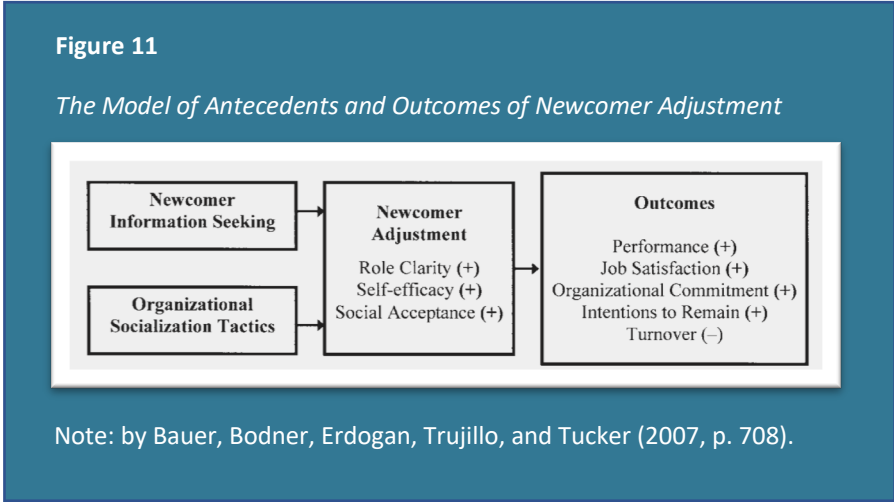 Figure 11
The Model of Antecedents and Outcomes of Newcomer Adjustment
Newcomer
Information Seeking
Organizational
Socialization Tactics
Newcomer
Adjustment
Role Clarity (+)
Self-efficacy (+)
Social Acceptance (+)
Outcomes
Performance (+)
Job Satisfaction (+)
Organizational Commitment (+)
Intentions to Remain (+)
Turnover (–)
Note: by Bauer, Bodner, Erdogan, Trujillo, and Tucker (2007, p. 708).